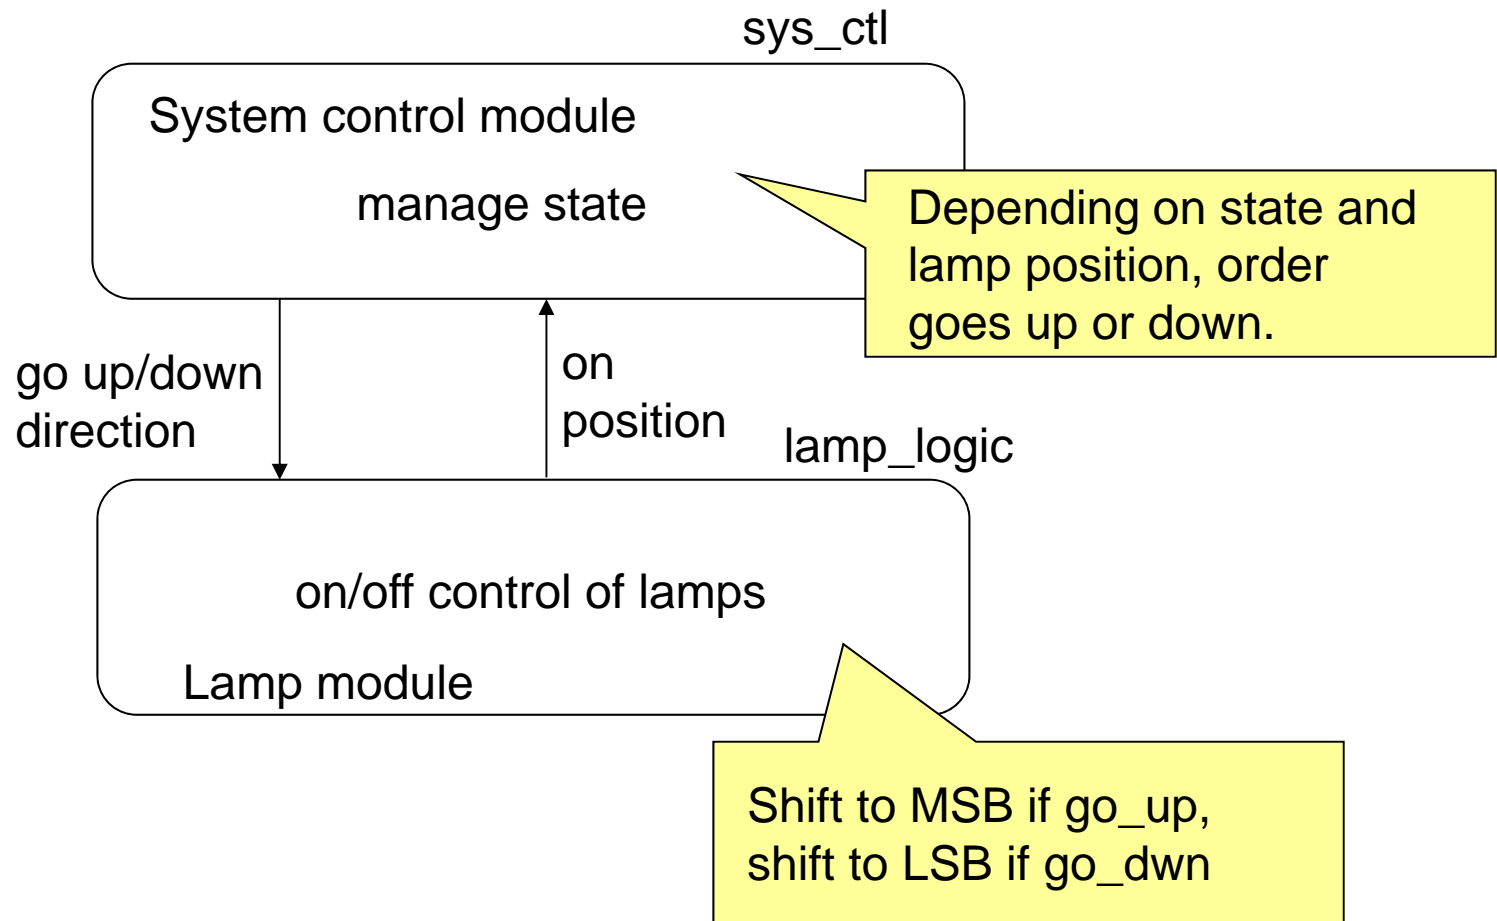 sys_ctl
System control module
manage state
Depending on state and
lamp position, order
goes up or down.
go up/down
direction
on
position
lamp_logic
on/off control of lamps
Lamp module
Shift to MSB if go_up,
shift to LSB if go_dwn